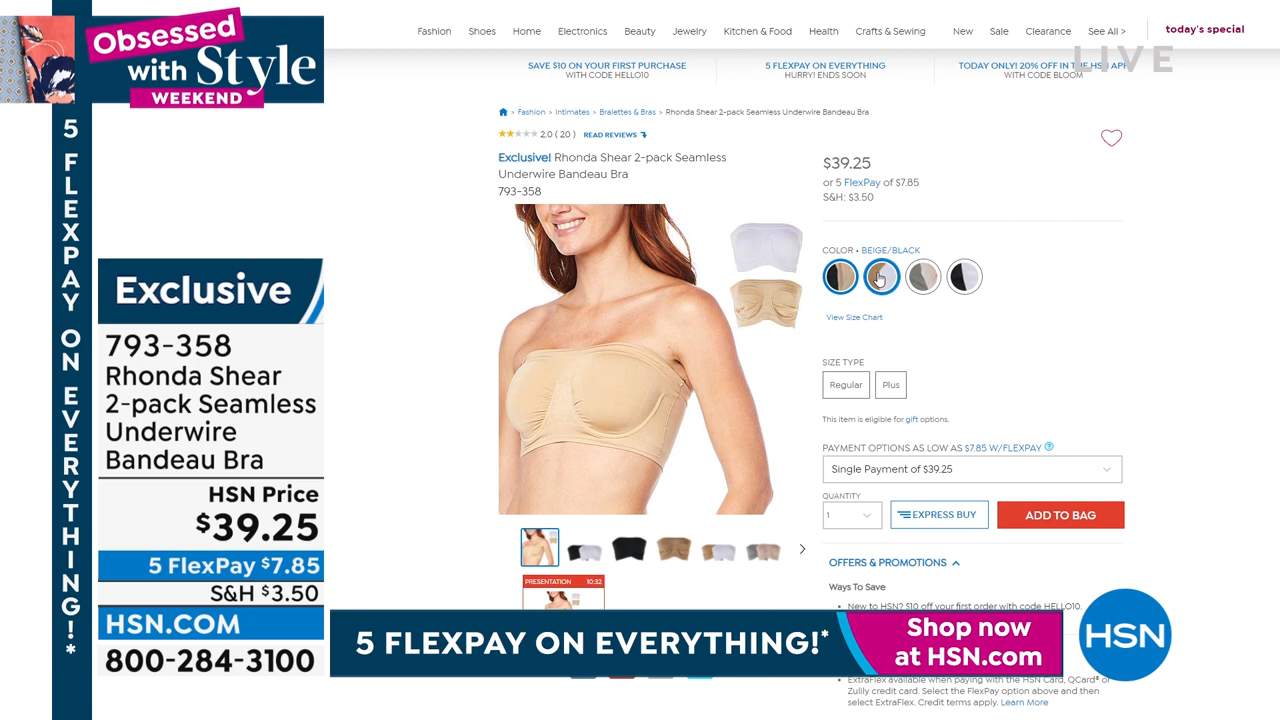 Obsessed
with Style
WEEKEND
5 FLEXPAY ON EVERYTHING!*
Exclusive
793-358
Rhonda Shear
2-pack Seamless
Underwire
Bandeau Bra
HSN Price
$39.25
5 FlexPay $7.85
S&H $3.50
HSN.COM
800-284-3100
Fashion Shoes Home Electronics Beauty Jewelry Kitchen & Food Health Crafts & Sewing New Sale Clearance See All > today's special
LIVE
SAVE $10 ON YOUR FIRST PURCHASE
WITH CODE HELLO10
5 FLEXPAY ON EVERYTHING
HURRY! ENDS SOON
TODAY ONLY! 20% OFF IN THE HSN APP
WITH CODE BLOOM
> Fashion > Intimates > Bralettes & Bras > Rhonda Shear 2-pack Seamless Underwire Bandeau Bra
2.0 ( 20 ) READ REVIEWS
Exclusive! Rhonda Shear 2-pack Seamless
Underwire Bandeau Bra
793-358
$39.25
or 5 FlexPay of $7.85
S&H: $3.50
COLOR • BEIGE/BLACK
View Size Chart
SIZE TYPE
Regular Plus
This item is eligible for gift options.
PAYMENT OPTIONS AS LOW AS $7.85 W/FLEXPAY ?
Single Payment of $39.25
QUANTITY
1 EXPRESS BUY ADD TO BAG
OFFERS & PROMOTIONS
Ways To Save
• New to HSN? $10 off your first order with code HELLO10.
PRESENTATION 10:32
5 FLEXPAY ON EVERYTHING!*
Shop now
at HSN.com
HSN
ExtraFlex available when paying with the HSN Card, QCard® or
Zulily credit card. Select the FlexPay option above and then
select ExtraFlex. Credit terms apply. Learn More